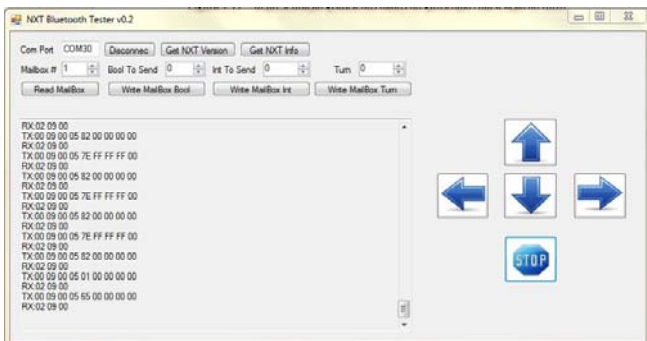 NXT Bluetooth Tester v0.2
Com Port COM30 Disconnec Get NXT Version Get NXT Info
Mailbox # 1 Bool To Send 0 Int To Send 0 Turn 0
Read MailBox Write MailBox Bool Write MailBox Int Write MailBox Turn
RX:02 09 00
TX:00 09 00 05 82 00 00 00 00
RX:02 09 00
TX:00 09 00 05 7E FF FF FF 00
RX:02 09 00
TX:00 09 00 05 82 00 00 00 00
RX:02 09 00
TX:00 09 00 05 7E FF FF FF 00
RX:02 09 00
TX:00 09 00 05 82 00 00 00 00
RX:02 09 00
TX:00 09 00 05 7E FF FF FF 00
RX:02 09 00
TX:00 09 00 05 82 00 00 00 00
RX:02 09 00
TX:00 09 00 05 01 00 00 00 00
RX:02 09 00
TX:00 09 00 05 65 00 00 00 00
RX:02 09 00
STOP